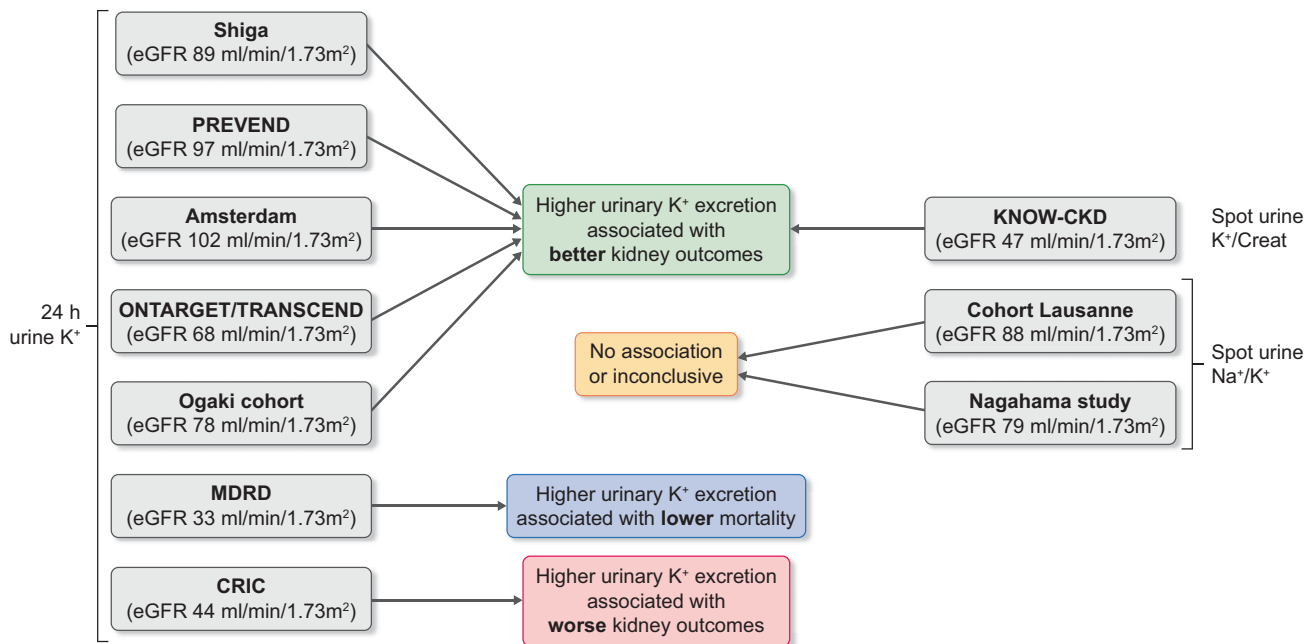 24 h
urine K⁺
Shiga
(eGFR 89 ml/min/1.73m²)
PREVEND
(eGFR 97 ml/min/1.73m²)
Amsterdam
(eGFR 102 ml/min/1.73m²)
ONTARGET/TRANSCEND
(eGFR 68 ml/min/1.73m²)
Ogaki cohort
(eGFR 78 ml/min/1.73m²)
MDRD
(eGFR 33 ml/min/1.73m²)
CRIC
(eGFR 44 ml/min/1.73m²)
Higher urinary K⁺ excretion
associated with
better kidney outcomes
No association
or inconclusive
Higher urinary K⁺ excretion
associated with lower mortality
Higher urinary K⁺ excretion
associated with
worse kidney outcomes
KNOW-CKD
(eGFR 47 ml/min/1.73m²)
Cohort Lausanne
(eGFR 88 ml/min/1.73m²)
Nagahama study
(eGFR 79 ml/min/1.73m²)
Spot urine
K⁺/Creat
Spot urine
Na⁺/K⁺